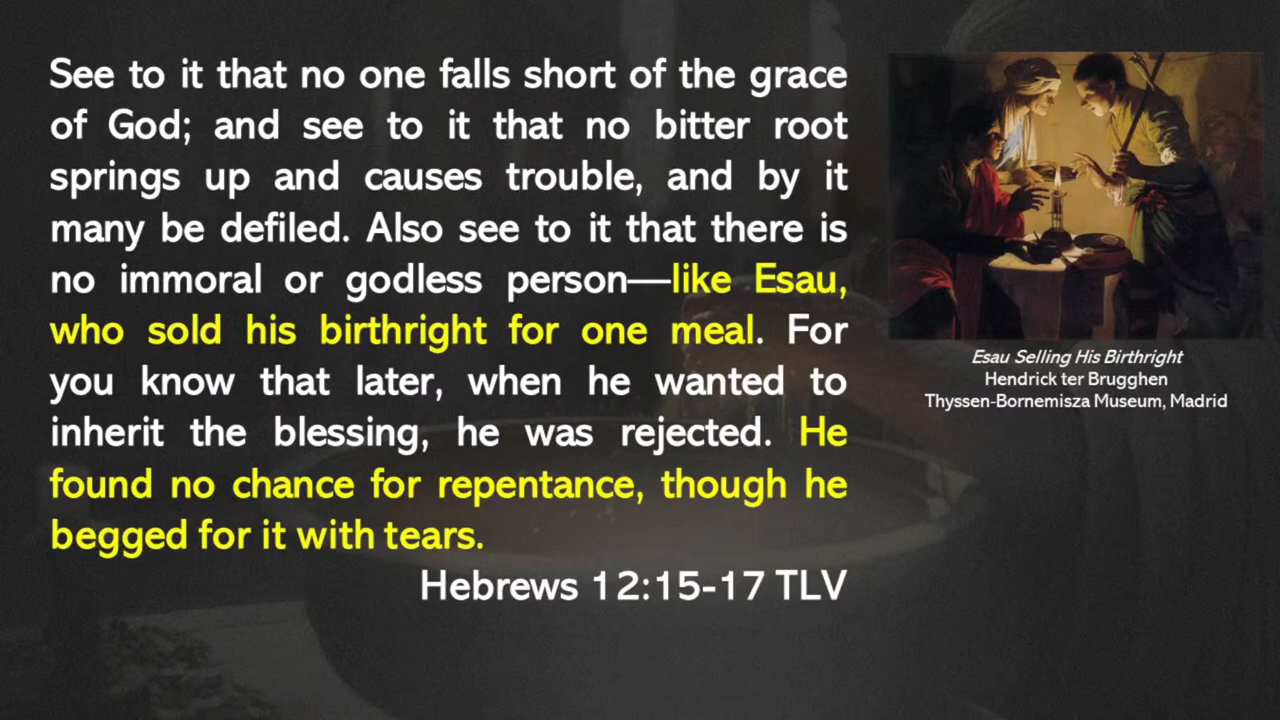 See to it that no one falls short of the grace
of God; and see to it that no bitter root
springs up and causes trouble, and by it
many be defiled. Also see to it that there is
no immoral or godless person—like Esau,
who sold his birthright for one meal. For
you know that later, when he wanted to
inherit the blessing, he was rejected. He
found no chance for repentance, though he
begged for it with tears.
Hebrews 12:15-17 TLV
Esau Selling His Birthright
Hendrick ter Brugghen
Thyssen-Bornemisza Museum, Madrid